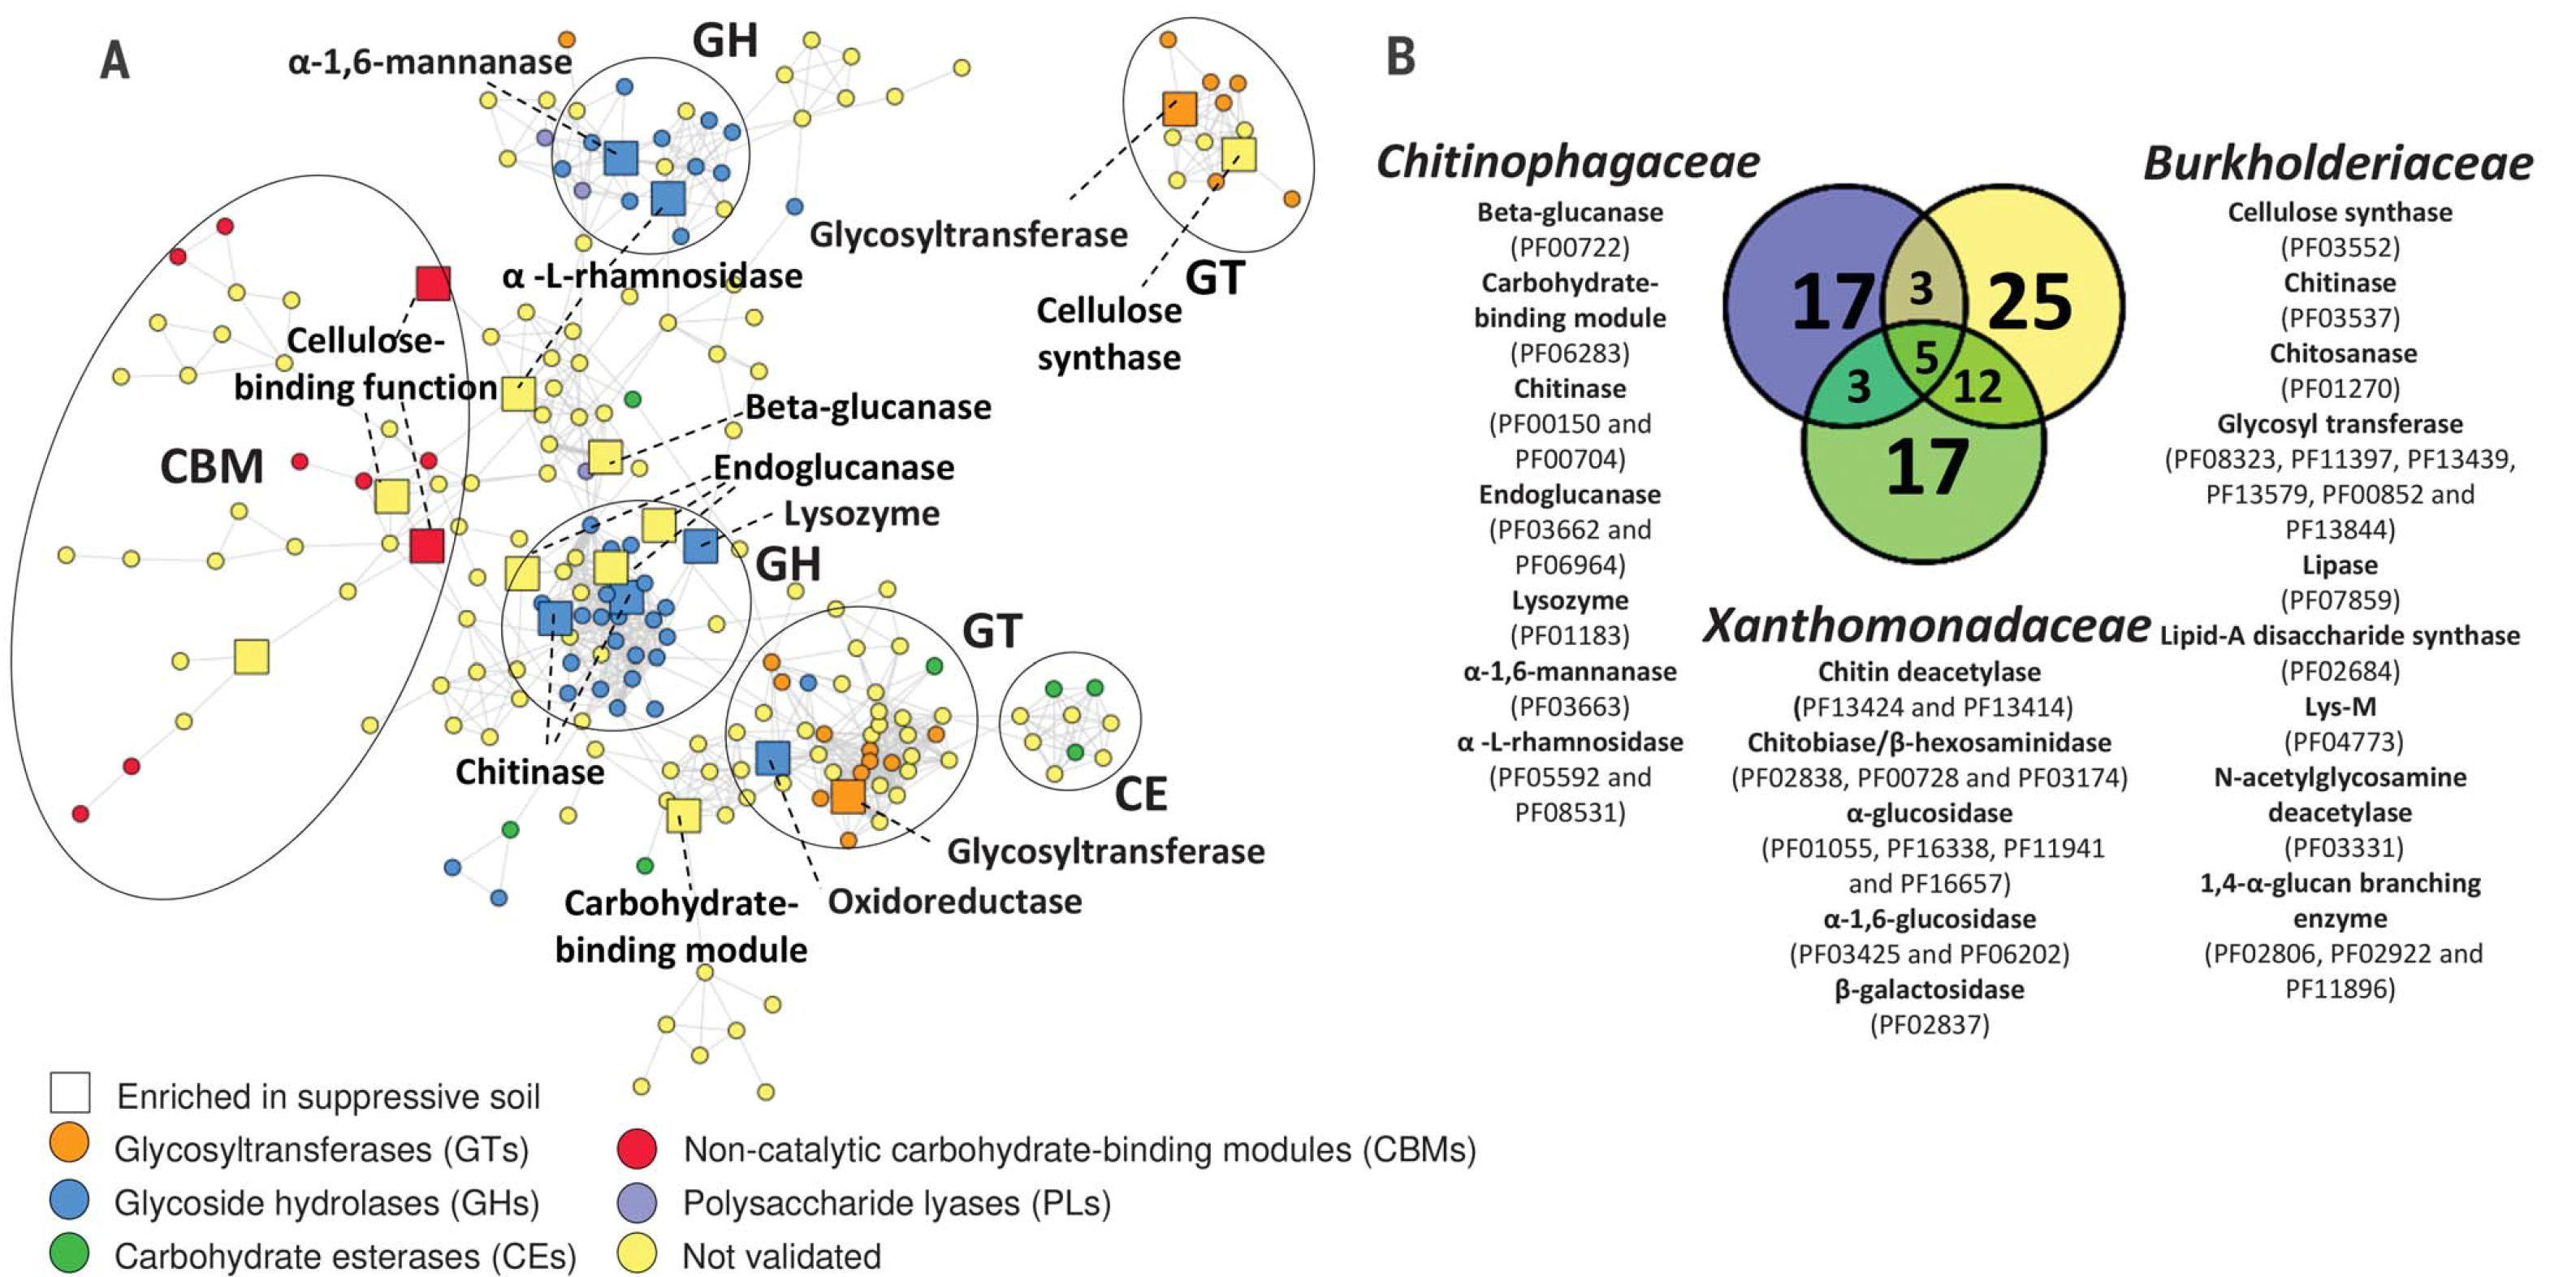 A
α-1,6-mannanase
GH
α -L-rhamnosidase
Glycosyltransferase
Cellulose
synthase
GT
Cellulose-
binding function
CBM
Beta-glucanase
Endoglucanase
Lysozyme
GH
GT
Chitinase
CE
Glycosyltransferase
Oxidoreductase
Carbohydrate-
binding module
Enriched in suppressive soil
Glycosyltransferases (GTs)
Glycoside hydrolases (GHs)
Carbohydrate esterases (CEs)
Non-catalytic carbohydrate-binding modules (CBMs)
Polysaccharide lyases (PLs)
Not validated
B
Chitinophagaceae
Beta-glucanase
(PF00722)
Carbohydrate-
binding module
(PF06283)
Chitinase
(PF00150 and
PF00704)
Endoglucanase
(PF03662 and
PF06964)
Lysozyme
(PF01183)
α-1,6-mannanase
(PF03663)
α -L-rhamnosidase
(PF05592 and
PF08531)
17
3
25
5
3
12
17
Xanthomonadaceae
Chitin deacetylase
(PF13424 and PF13414)
Chitobiase/β-hexosaminidase
(PF02838, PF00728 and PF03174)
α-glucosidase
(PF01055, PF16338, PF11941
and PF16657)
α-1,6-glucosidase
(PF03425 and PF06202)
β-galactosidase
(PF02837)
Burkholderiaceae
Cellulose synthase
(PF03552)
Chitinase
(PF03537)
Chitosanase
(PF01270)
Glycosyl transferase
(PF08323, PF11397, PF13439,
PF13579, PF00852 and
PF13844)
Lipase
(PF07859)
Lipid-A disaccharide synthase
(PF02684)
Lys-M
(PF04773)
N-acetylglycosamine
deacetylase
(PF03331)
1,4-α-glucan branching
enzyme
(PF02806, PF02922 and
PF11896)